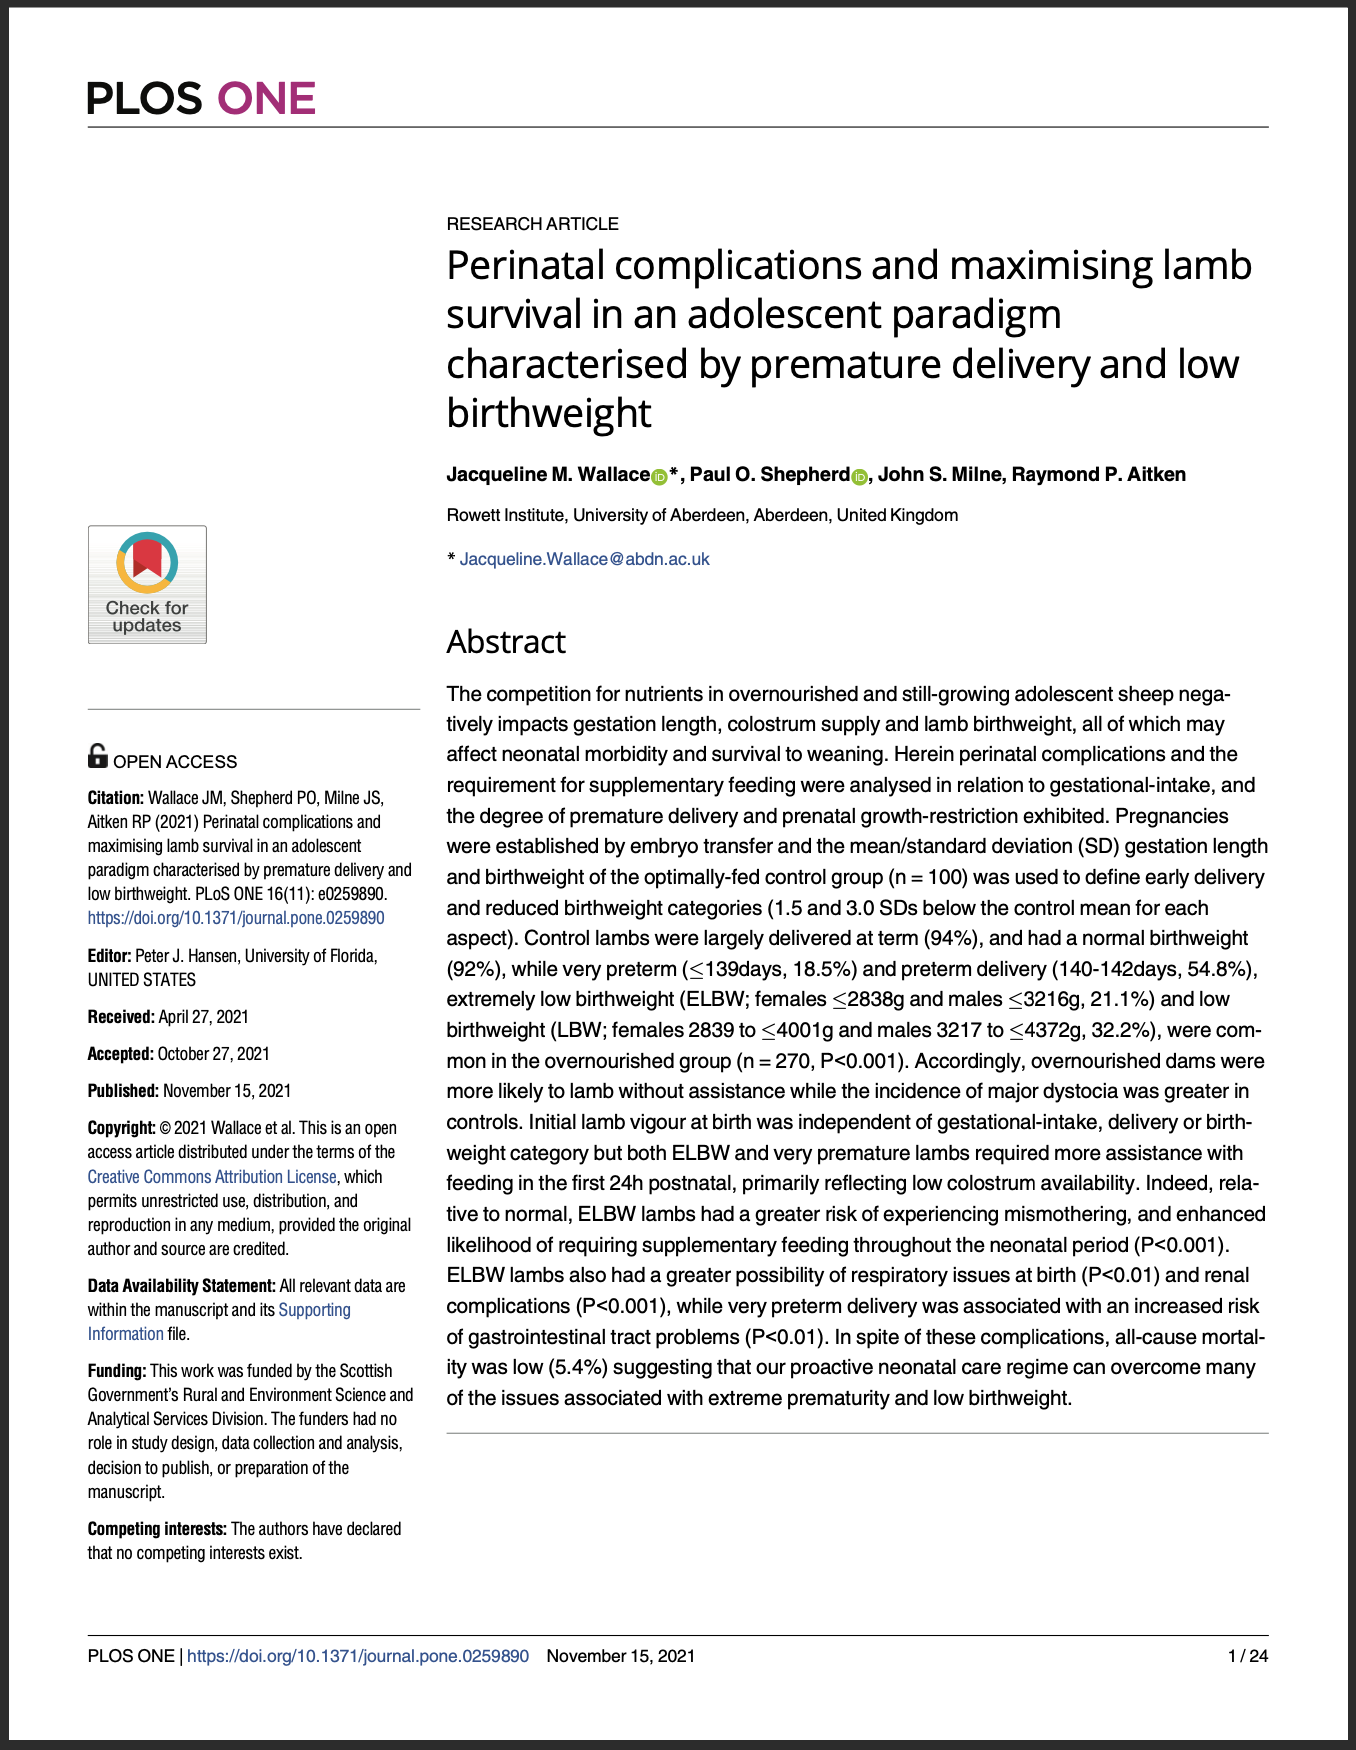 PLOS ONE
RESEARCH ARTICLE
Perinatal complications and maximising lamb
survival in an adolescent paradigm
characterised by premature delivery and low
birthweight
Jacqueline M. Wallace iD *, Paul O. Shepherd iD, John S. Milne, Raymond P. Aitken
Rowett Institute, University of Aberdeen, Aberdeen, United Kingdom
* Jacqueline.Wallace@abdn.ac.uk
Check for
updates
OPEN ACCESS
Citation: Wallace JM, Shepherd PO, Milne JS,
Aitken RP (2021) Perinatal complications and
maximising lamb survival in an adolescent
paradigm characterised by premature delivery and
low birthweight. PLoS ONE 16(11): e0259890.
https://doi.org/10.1371/journal.pone.0259890
Editor: Peter J. Hansen, University of Florida,
UNITED STATES
Received: April 27, 2021
Accepted: October 27, 2021
Published: November 15, 2021
Copyright: © 2021 Wallace et al. This is an open
access article distributed under the terms of the
Creative Commons Attribution License, which
permits unrestricted use, distribution, and
reproduction in any medium, provided the original
author and source are credited.
Data Availability Statement: All relevant data are
within the manuscript and its Supporting
Information file.
Funding: This work was funded by the Scottish
Government's Rural and Environment Science and
Analytical Services Division. The funders had no
role in study design, data collection and analysis,
decision to publish, or preparation of the
manuscript.
Competing interests: The authors have declared
that no competing interests exist.
Abstract
The competition for nutrients in overnourished and still-growing adolescent sheep nega-
tively impacts gestation length, colostrum supply and lamb birthweight, all of which may
affect neonatal morbidity and survival to weaning. Herein perinatal complications and the
requirement for supplementary feeding were analysed in relation to gestational-intake, and
the degree of premature delivery and prenatal growth-restriction exhibited. Pregnancies
were established by embryo transfer and the mean/standard deviation (SD) gestation length
and birthweight of the optimally-fed control group (n = 100) was used to define early delivery
and reduced birthweight categories (1.5 and 3.0 SDs below the control mean for each
aspect). Control lambs were largely delivered at term (94%), and had a normal birthweight
(92%), while very preterm (≤139days, 18.5%) and preterm delivery (140-142days, 54.8%),
extremely low birthweight (ELBW; females ≤2838g and males ≤3216g, 21.1%) and low
birthweight (LBW; females 2839 to ≤4001g and males 3217 to ≤4372g, 32.2%), were com-
mon in the overnourished group (n = 270, P<0.001). Accordingly, overnourished dams were
more likely to lamb without assistance while the incidence of major dystocia was greater in
controls. Initial lamb vigour at birth was independent of gestational-intake, delivery or birth-
weight category but both ELBW and very premature lambs required more assistance with
feeding in the first 24h postnatal, primarily reflecting low colostrum availability. Indeed, rela-
tive to normal, ELBW lambs had a greater risk of experiencing mismothering, and enhanced
likelihood of requiring supplementary feeding throughout the neonatal period (P<0.001).
ELBW lambs also had a greater possibility of respiratory issues at birth (P<0.01) and renal
complications (P<0.001), while very preterm delivery was associated with an increased risk
of gastrointestinal tract problems (P<0.01). In spite of these complications, all-cause mortal-
ity was low (5.4%) suggesting that our proactive neonatal care regime can overcome many
of the issues associated with extreme prematurity and low birthweight.
PLOS ONE | https://doi.org/10.1371/journal.pone.0259890 November 15, 2021 1 / 24